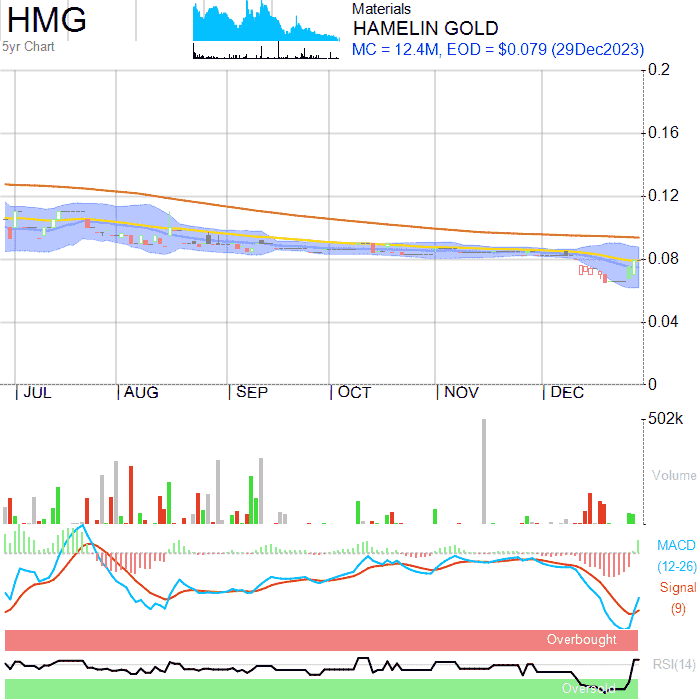 HMG
5yr Chart
Materials
HAMELIN GOLD
MC = 12.4M, EOD = $0.079 (29Dec2023)
0.2
0.16
0.12
0.08
0.04
0
JUL AUG SEP OCT NOV DEC
502k
Volume
MACD
(12-26)
Signal
(9)
Overbought
RSI(14)
Oversold